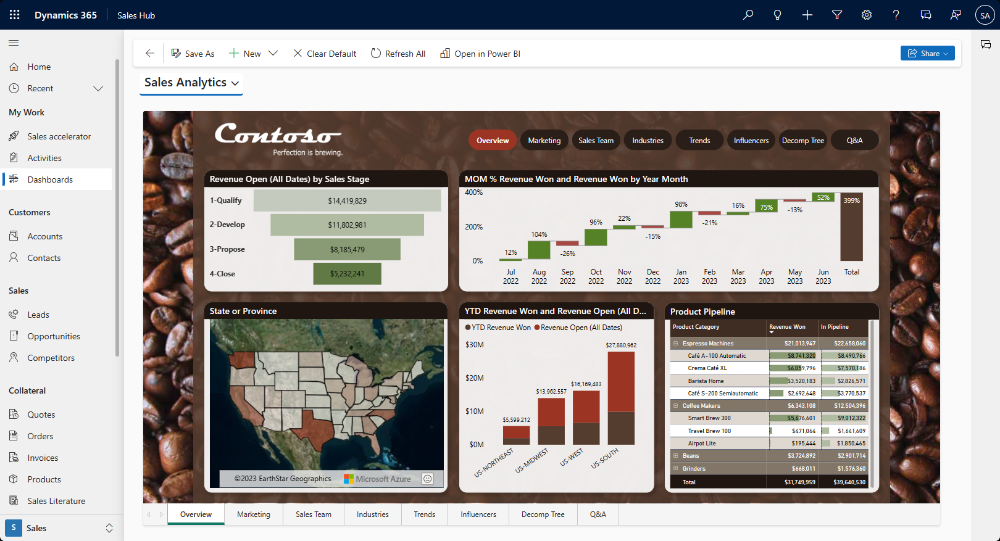 Dynamics 365
Sales Hub
SA
Home
Recent
My Work
Sales accelerator
Activities
Dashboards
Customers
Accounts
Contacts
Sales
Leads
Opportunities
Competitors
Collateral
Quotes
Orders
Invoices
Products
Sales Literature
S Sales
Save As
New
Clear Default
Refresh All
Open in Power BI
Share
Sales Analytics
Contoso
Perfection is brewing.
Overview
Marketing
Sales Team
Industries
Trends
Influencers
Decomp Tree
Q&A
Revenue Open (All Dates) by Sales Stage
1-Qualify $14,419,829
2-Develop $11,802,981
3-Propose $8,185,479
4-Close $5,232,241
MOM % Revenue Won and Revenue Won by Year Month
400%
200%
0%
12%
104%
-26%
96%
22%
-15%
98%
-21%
16%
75%
-13%
52%
399%
Jul Aug Sep Oct Nov Dec Jan Feb Mar Apr May Jun Total
2022 2022 2022 2022 2022 2022 2023 2023 2023 2023 2023 2023
State or Province
©2023 EarthStar Geographics
Microsoft Azure
YTD Revenue Won and Revenue Open (All D...
YTD Revenue Won Revenue Open (All Dates)
$30M
$20M
$10M
$0M
$5,599,212
$13,962,557
$16,169,483
$27,880,962
US-NORTHEAST
US-MIDWEST
US-WEST
US-SOUTH
Product Pipeline
Product Category Revenue Won In Pipeline
Espresso Machines $21,013,947 $22,658,060
Café A-100 Automatic $8,741,320 $8,490,766
Crema Café XL $6,059,796 $7,570,186
Barista Home $3,520,183 $2,826,571
Café S-200 Semiautomatic $2,692,648 $3,770,537
Coffee Makers $6,343,108 $12,504,396
Smart Brew 300 $5,676,601 $9,012,322
Travel Brew 100 $471,064 $1,641,609
Airpot Lite $195,444 $1,850,465
Beans $3,724,892 $2,901,714
Grinders $668,011 $1,576,360
Total $31,749,959 $39,640,530
Overview
Marketing
Sales Team
Industries
Trends
Influencers
Decomp Tree
Q&A